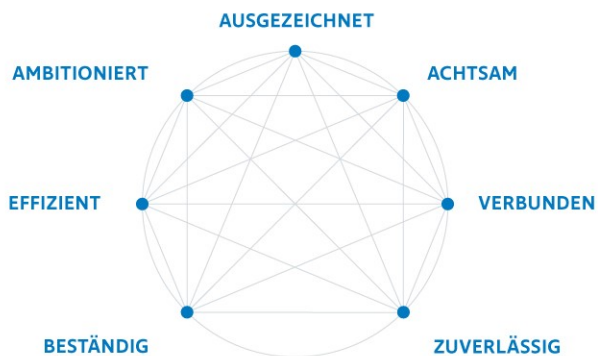 AUSGEZEICHNET
AMBITIONIERT
ACHTSAM
EFFIZIENT
VERBUNDEN
BESTÄNDIG
ZUVERLÄSSIG